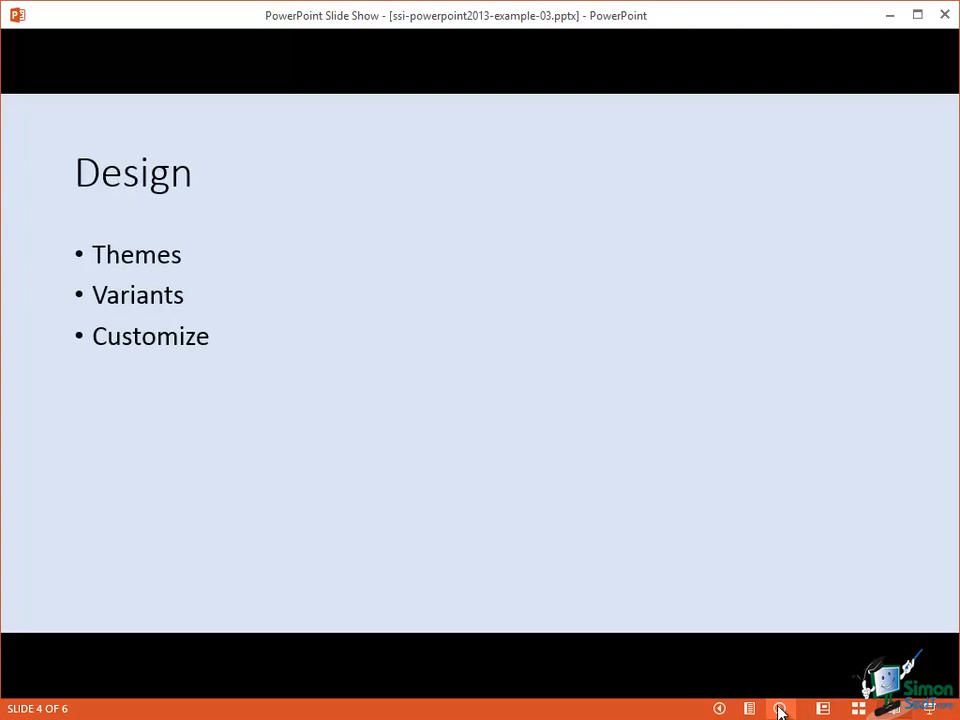 PowerPoint Slide Show - [ssi-powerpoint2013-example-03.pptx] - PowerPoint
Design
• Themes
• Variants
• Customize
Simon
SLIDE 4 OF 6